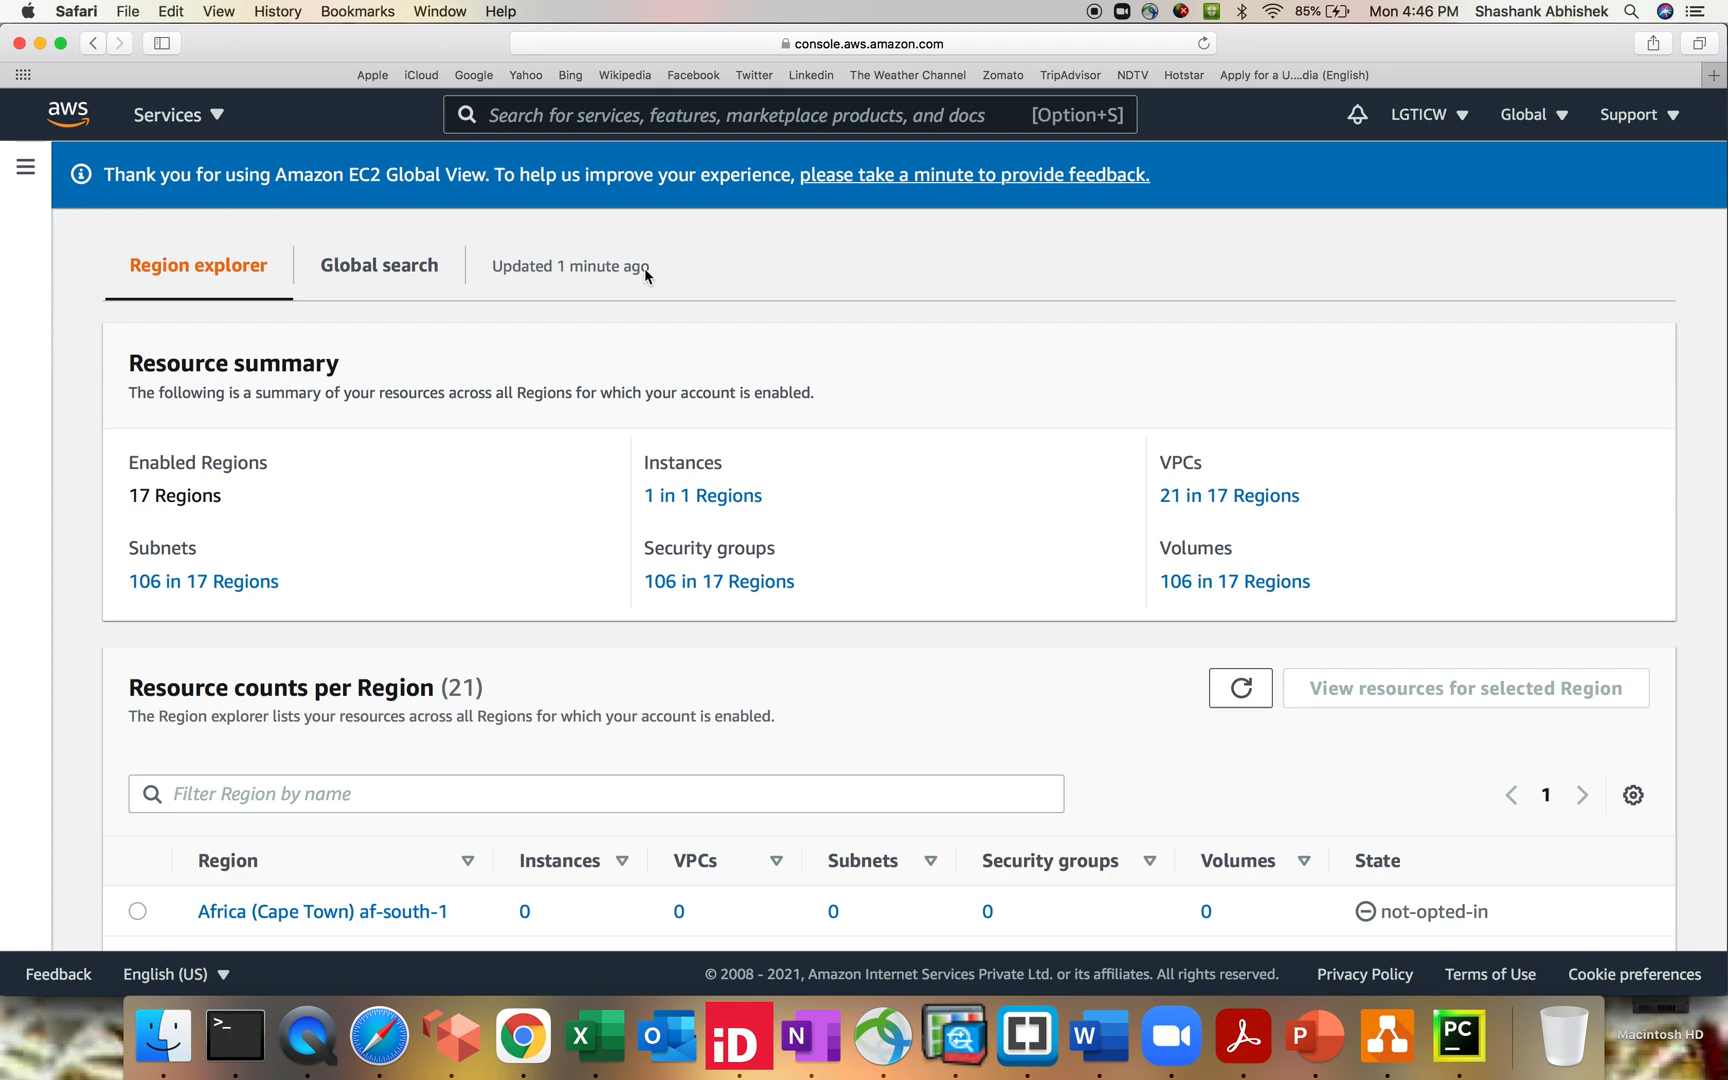 Safari File Edit View History Bookmarks Window Help 85% Mon 4:46 PM Shashank Abhishek
console.aws.amazon.com
Apple iCloud Google Yahoo Bing Wikipedia Facebook Twitter Linkedin The Weather Channel Zomato TripAdvisor NDTV Hotstar Apply for a U....dia (English)
aws Services Search for services, features, marketplace products, and docs [Option+S] LGTICW Global Support
Thank you for using Amazon EC2 Global View. To help us improve your experience, please take a minute to provide feedback.
Region explorer Global search Updated 1 minute ago
Resource summary
The following is a summary of your resources across all Regions for which your account is enabled.
Enabled Regions Instances VPCs
17 Regions 1 in 1 Regions 21 in 17 Regions
Subnets Security groups Volumes
106 in 17 Regions 106 in 17 Regions 106 in 17 Regions
Resource counts per Region (21) View resources for selected Region
The Region explorer lists your resources across all Regions for which your account is enabled.
Filter Region by name 1
Region Instances VPCs Subnets Security groups Volumes State
Africa (Cape Town) af-south-1 0 0 0 0 0 not-opted-in
Feedback English (US) © 2008 - 2021, Amazon Internet Services Private Ltd. or its affiliates. All rights reserved. Privacy Policy Terms of Use Cookie preferences
X O iD N W P PC Macintosh HD